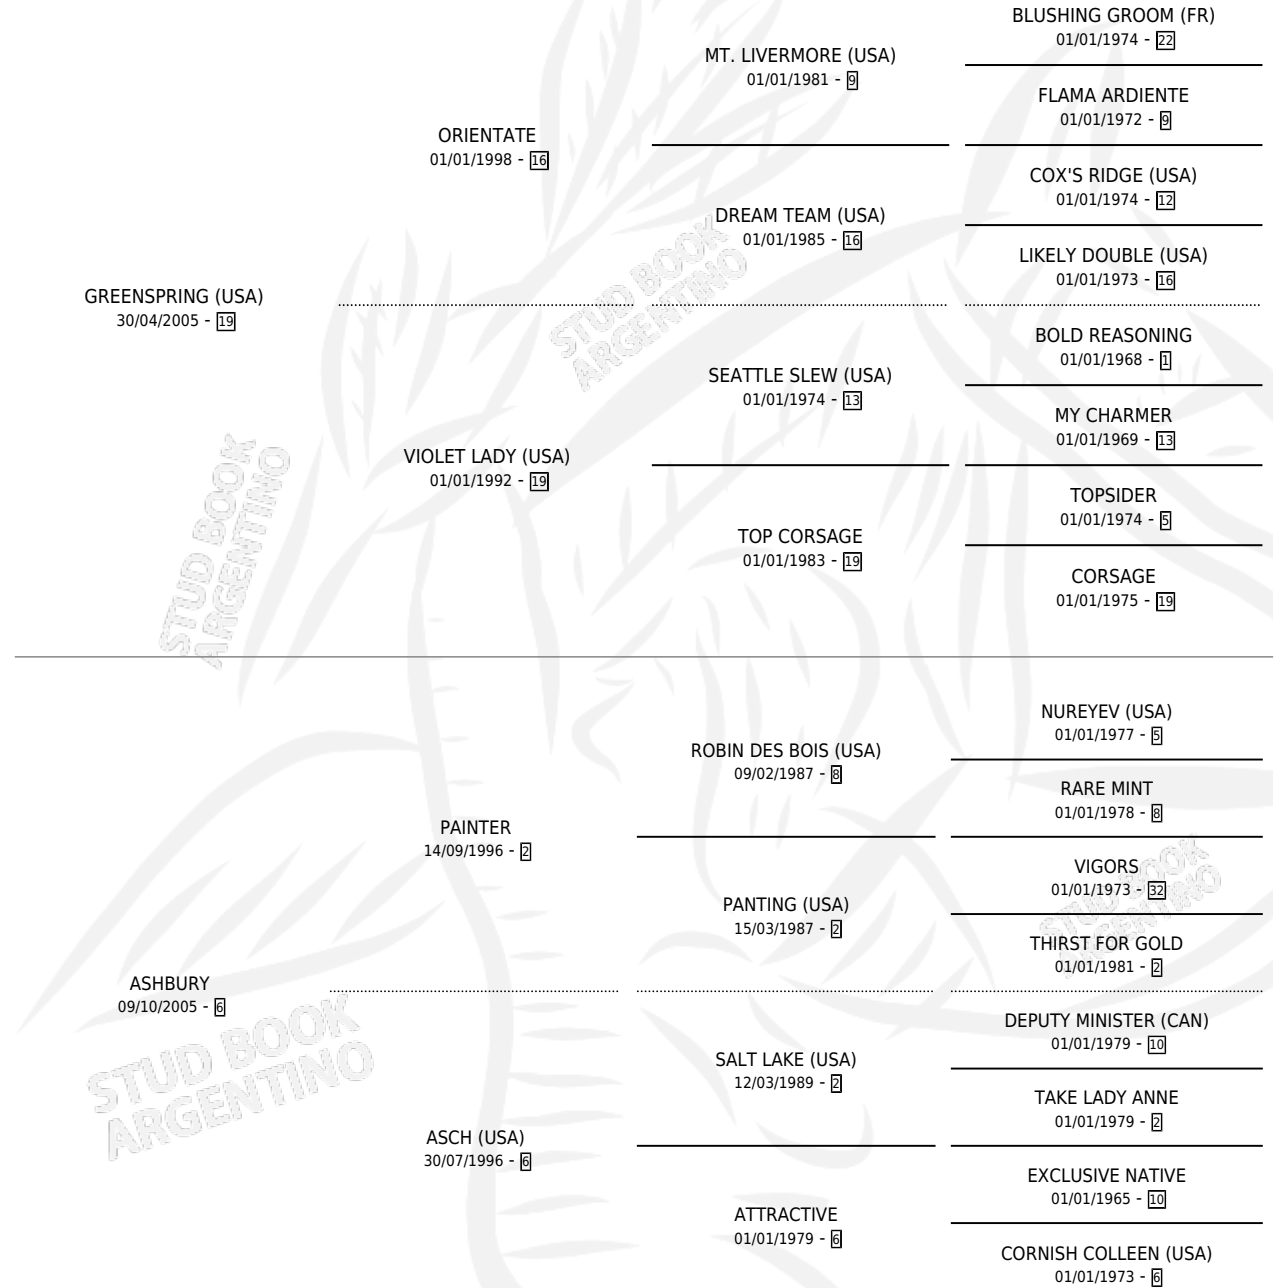 BLUSHING GROOM (FR)
01/01/1974 - 22
MT. LIVERMORE (USA)
01/01/1981 - 9
FLAMA ARDIENTE
01/01/1972 - 9
ORIENTATE
01/01/1998 - 16
COX'S RIDGE (USA)
01/01/1974 - 12
DREAM TEAM (USA)
01/01/1985 - 16
LIKELY DOUBLE (USA)
01/01/1973 - 16
GREENSPRING (USA)
30/04/2005 - 19
STUD BOOK
ARGENTINO
BOLD REASONING
01/01/1968 - 1
SEATTLE SLEW (USA)
01/01/1974 - 13
MY CHARMER
01/01/1969 - 13
VIOLET LADY (USA)
01/01/1992 - 19
TOPSIDER
01/01/1974 - 5
TOP CORSAGE
01/01/1983 - 19
CORSAGE
01/01/1975 - 19
STUD BOOK
ARGENTINO
NUREYEV (USA)
01/01/1977 - 5
ROBIN DES BOIS (USA)
09/02/1987 - 8
RARE MINT
01/01/1978 - 8
PAINTER
14/09/1996 - 2
VIGORS
01/01/1973 - 32
PANTING (USA)
15/03/1987 - 2
THIRST FOR GOLD
01/01/1981 - 2
STUD BOOK
ARGENTINO
ASHBURY
09/10/2005 - 6
DEPUTY MINISTER (CAN)
01/01/1979 - 10
SALT LAKE (USA)
12/03/1989 - 2
TAKE LADY ANNE
01/01/1979 - 2
STUD BOOK
ARGENTINO
ASCH (USA)
30/07/1996 - 6
EXCLUSIVE NATIVE
01/01/1965 - 10
ATTRACTIVE
01/01/1979 - 6
CORNISH COLLEEN (USA)
01/01/1973 - 6